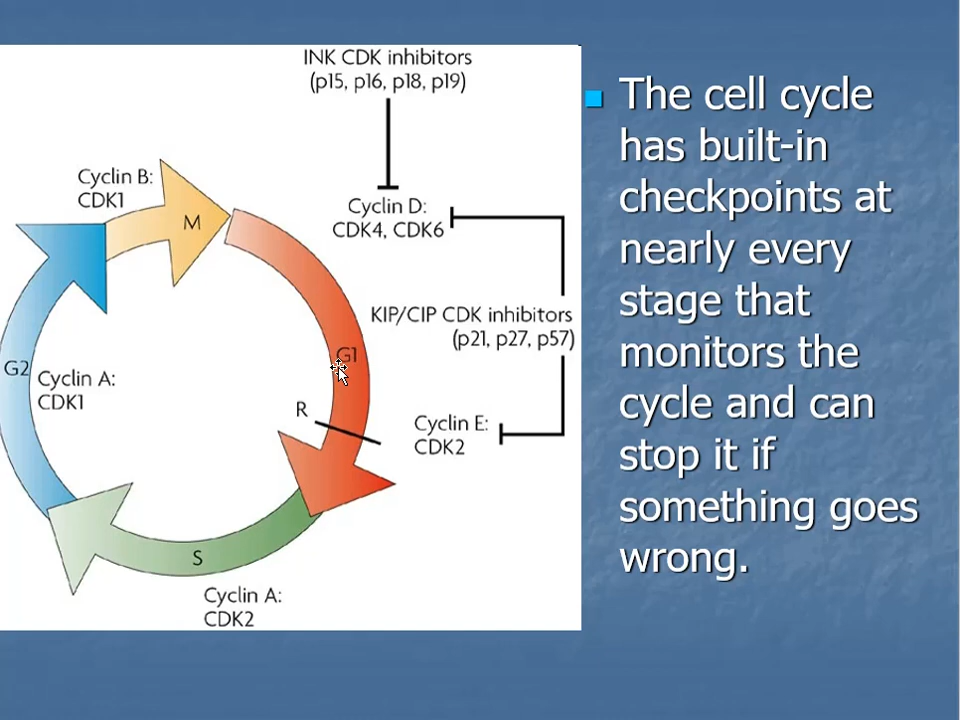 INK CDK inhibitors
(p15, p16, p18, p19)
Cyclin B:
CDK1
M
Cyclin D:
CDK4, CDK6
KIP/CIP CDK inhibitors
(p21, p27, p57)
G1
G2
Cyclin A:
CDK1
R
Cyclin E:
CDK2
S
Cyclin A:
CDK2
The cell cycle
has built-in
checkpoints at
nearly every
stage that
monitors the
cycle and can
stop it if
something goes
wrong.